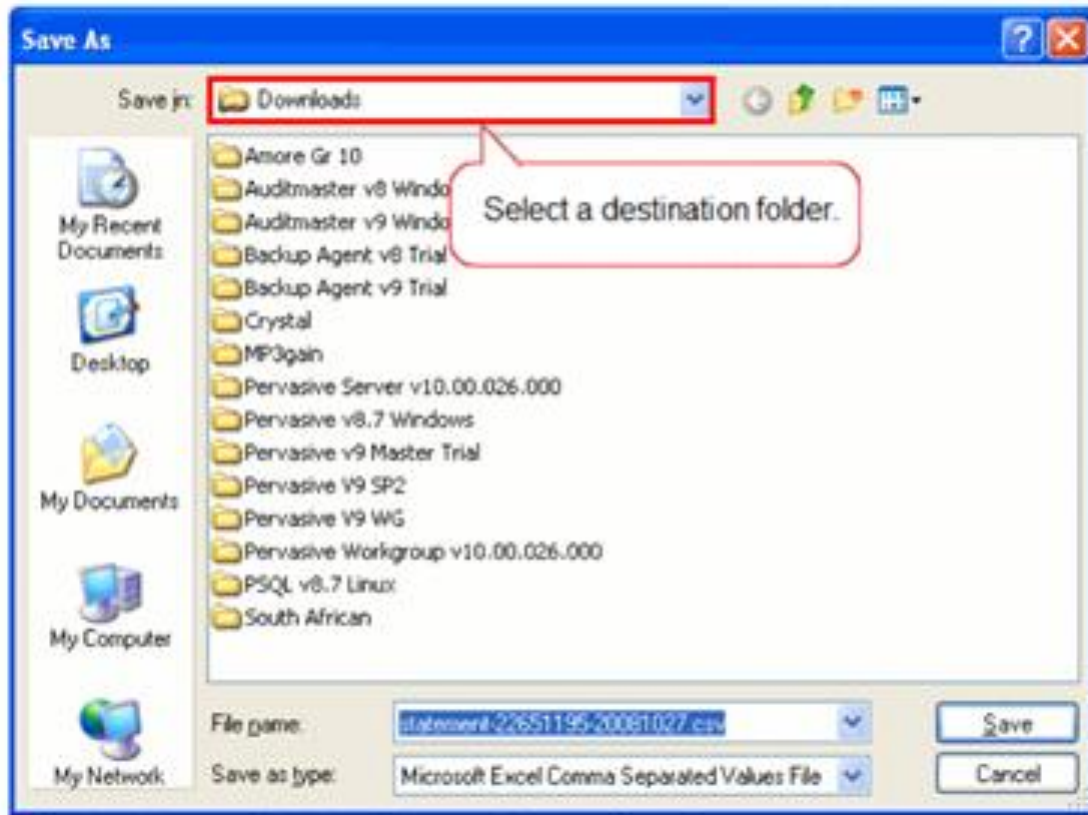 Save As
Save in:
Downloads
Select a destination folder.
My Recent
Documents
Desktop
My Documents
My Computer
My Network
Amore Gr 10
Auditmaster v8 Windo
Auditmaster v9 Windo
Backup Agent v8 Trial
Backup Agent v9 Trial
Crystal
MP3gain
Pervasive Server v10.00.026.000
Pervasive v8.7 Windows
Pervasive v9 Master Trial
Pervasive V9 SP2
Pervasive V9 WG
Pervasive Workgroup v10.00.026.000
PSQL v8.7 Linux
South African
File name:
statement-22651195-20081027.csv
Save
Save as type:
Microsoft Excel Comma Separated Values File
Cancel